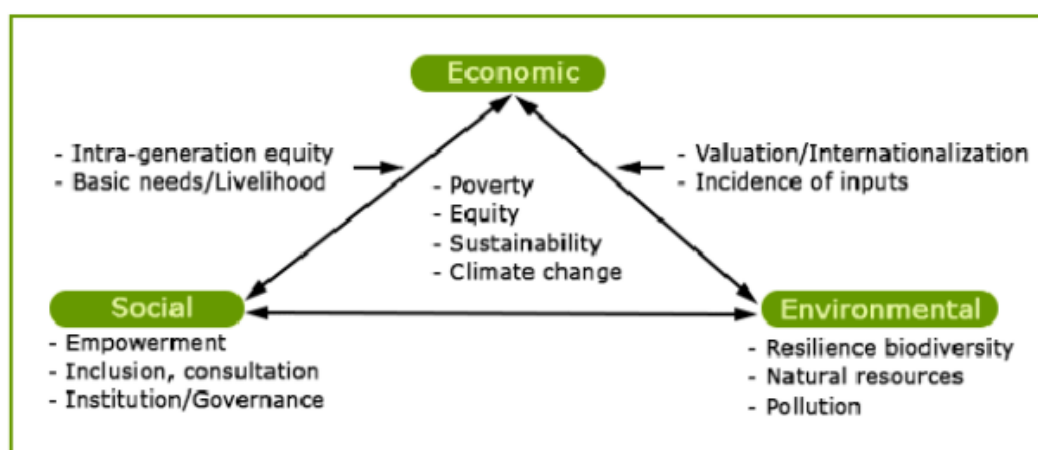 Economic
- Intra-generation equity
- Basic needs/Livelihood
- Valuation/Internationalization
- Incidence of inputs
- Poverty
- Equity
- Sustainability
- Climate change
Social
- Empowerment
- Inclusion, consultation
- Institution/Governance
Environmental
- Resilience biodiversity
- Natural resources
- Pollution